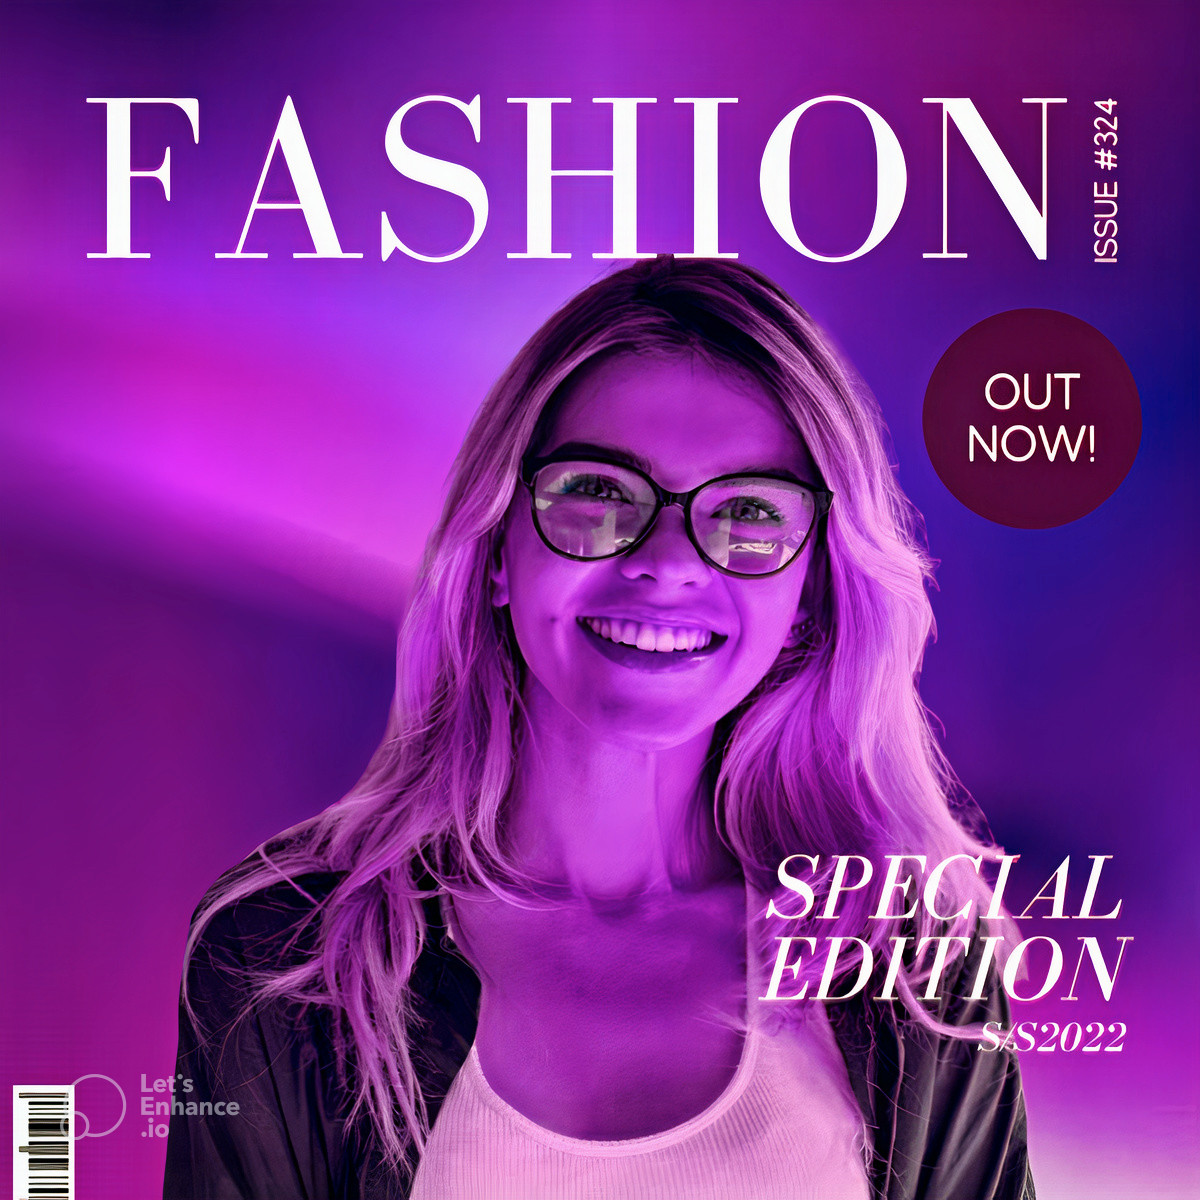 FASHION
ISSUE #324
OUT
NOW!
SPECIAL
EDITION
S/S2022
Let's
Enhance
.io